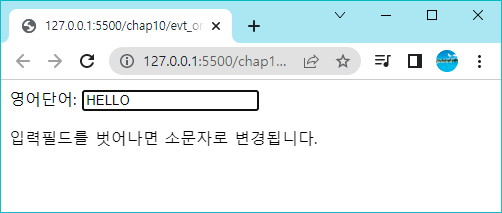 127.0.0.1:5500/chap10/evt_o
127.0.0.1:5500/chap1...
영어단어: HELLO
입력필드를 벗어나면 소문자로 변경됩니다.